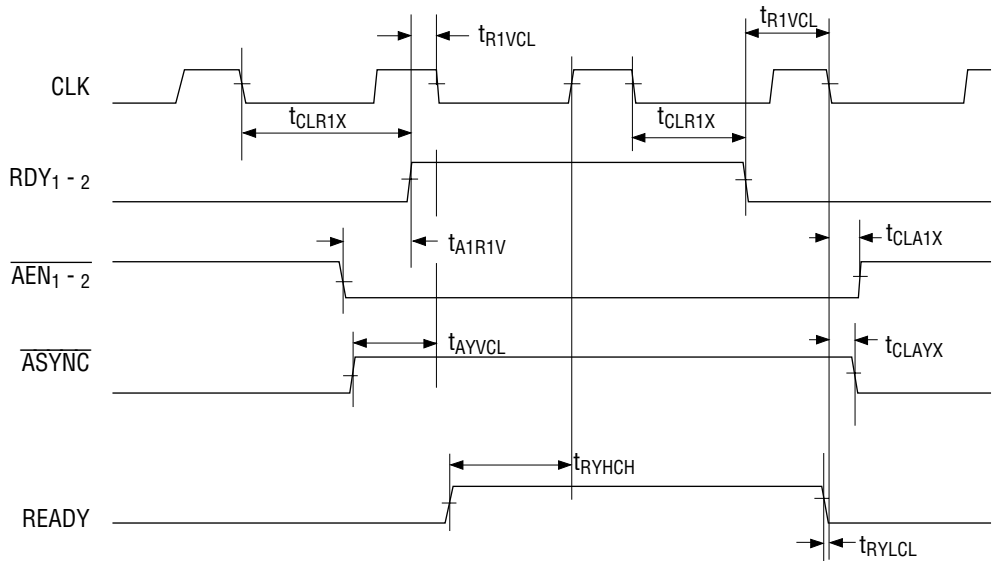 tR1VCL
tR1VCL
CLK
tCLR1X
tCLR1X
RDY1 - 2
tA1R1V
tCLA1X
AEN1 - 2
tAYVCL
tCLAYX
ASYNC
tRYHCH
READY
tRYLCL